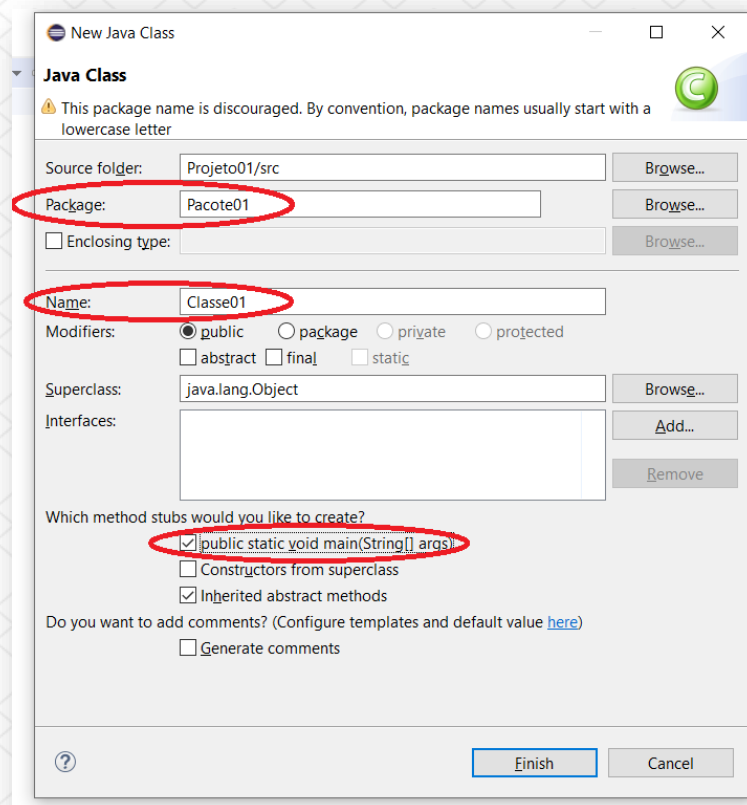 New Java Class
Java Class
This package name is discouraged. By convention, package names usually start with a
lowercase letter
Source folder: Projeto01/src Browse...
Package: Pacote01 Browse...
Enclosing type: Browse...
Name: Classe01
Modifiers: public package private protected
abstract final static
Superclass: java.lang.Object Browse...
Interfaces: Add...
Remove
Which method stubs would you like to create?
public static void main(String[] args)
Constructors from superclass
Inherited abstract methods
Do you want to add comments? (Configure templates and default value here)
Generate comments
? Finish Cancel